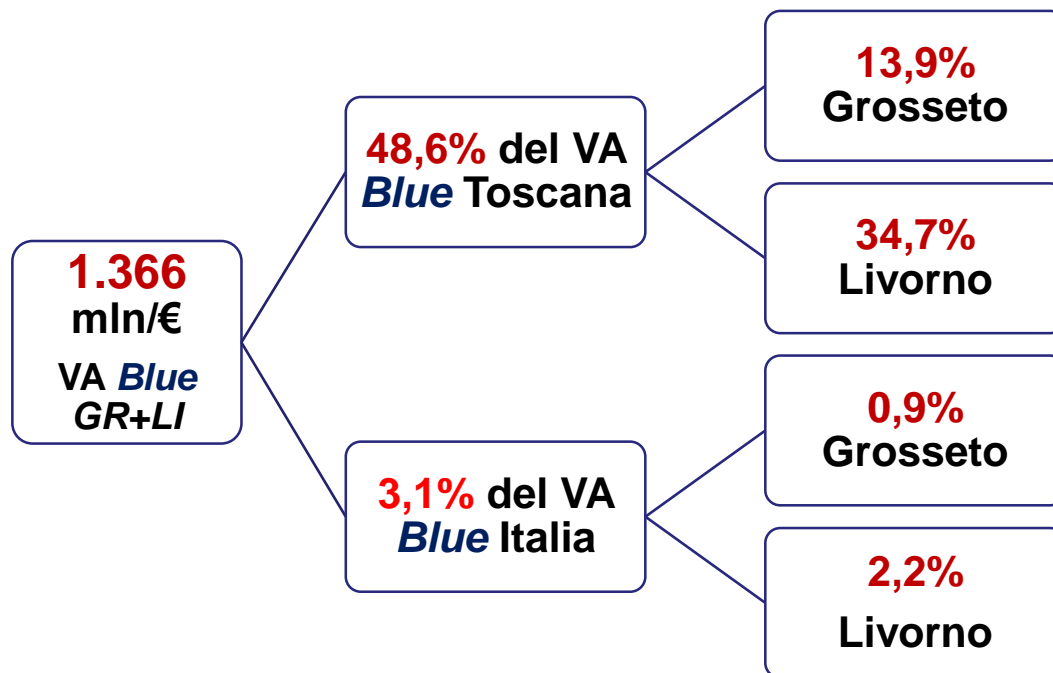 1.366
mln/€
VA Blue
GR+LI
48,6% del VA
Blue Toscana
13,9%
Grosseto
34,7%
Livorno
3,1% del VA
Blue Italia
0,9%
Grosseto
2,2%
Livorno